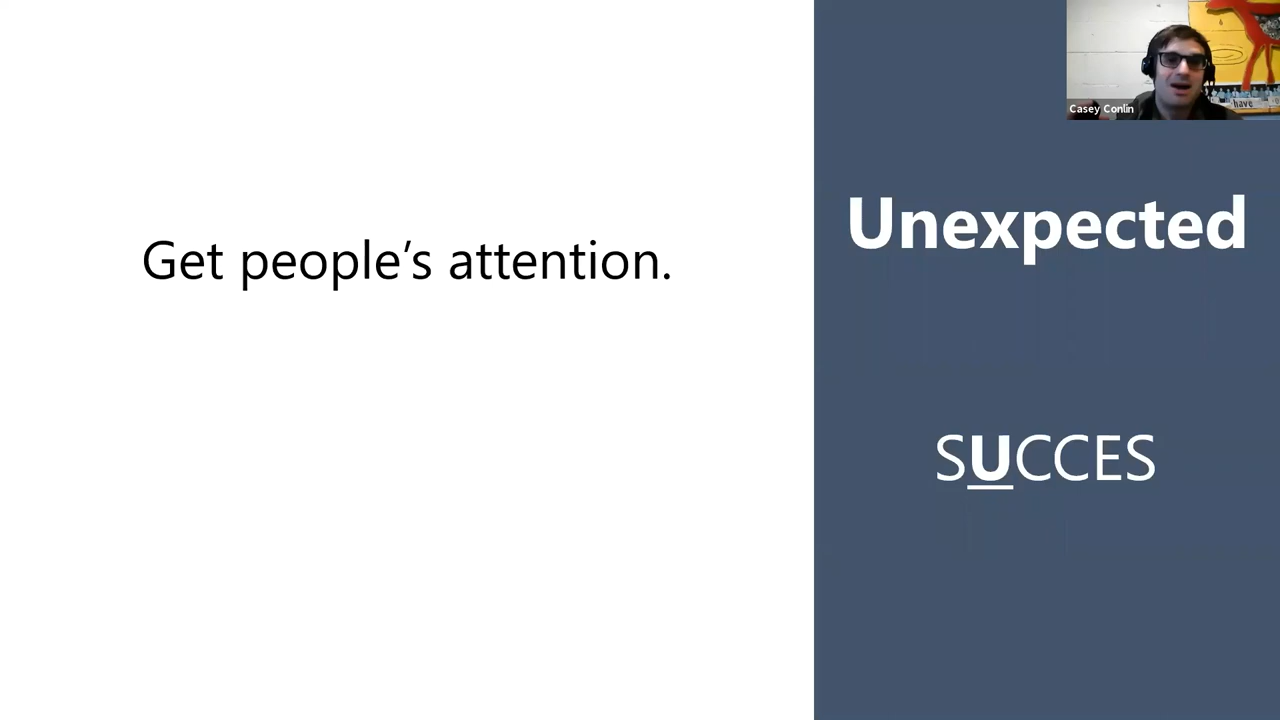 Get people’s attention.
Unexpected
SUCCES
Casey Conlin
have